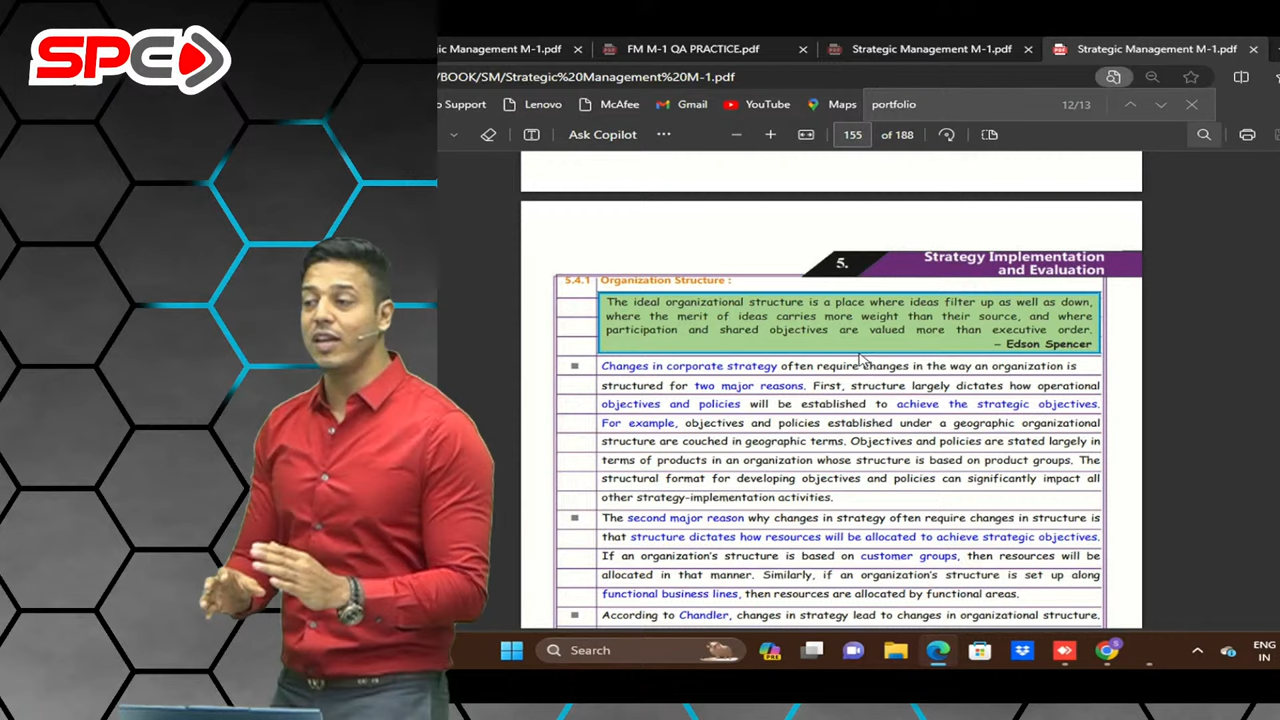 SPED
gic Management M-1.pdf
FM M-1 QA PRACTICE.pdf
Strategic Management M-1.pdf
Strategic Management M-1.pdf
/BOOK/SM/Strategic%20Management%20M-1.pdf
o Support
Lenovo
McAfee
Gmail
YouTube
Maps
portfolio
12/13
Ask Copilot
155
of 188
5.
Strategy Implementation
and Evaluation
5.4.1 Organization Structure :
The ideal organizational structure is a place where ideas filter up as well as down,
where the merit of ideas carries more weight than their source, and where
participation and shared objectives are valued more than executive order.
– Edson Spencer
Changes in corporate strategy often require changes in the way an organization is
structured for two major reasons. First, structure largely dictates how operational
objectives and policies will be established to achieve the strategic objectives.
For example, objectives and policies established under a geographic organizational
structure are couched in geographic terms. Objectives and policies are stated largely in
terms of products in an organization whose structure is based on product groups. The
structural format for developing objectives and policies can significantly impact all
other strategy-implementation activities.
The second major reason why changes in strategy often require changes in structure is
that structure dictates how resources will be allocated to achieve strategic objectives.
If an organization's structure is based on customer groups, then resources will be
allocated in that manner. Similarly, if an organization's structure is set up along
functional business lines, then resources are allocated by functional areas.
According to Chandler, changes in strategy lead to changes in organizational structure.
Search
PRE
S
ENG
IN